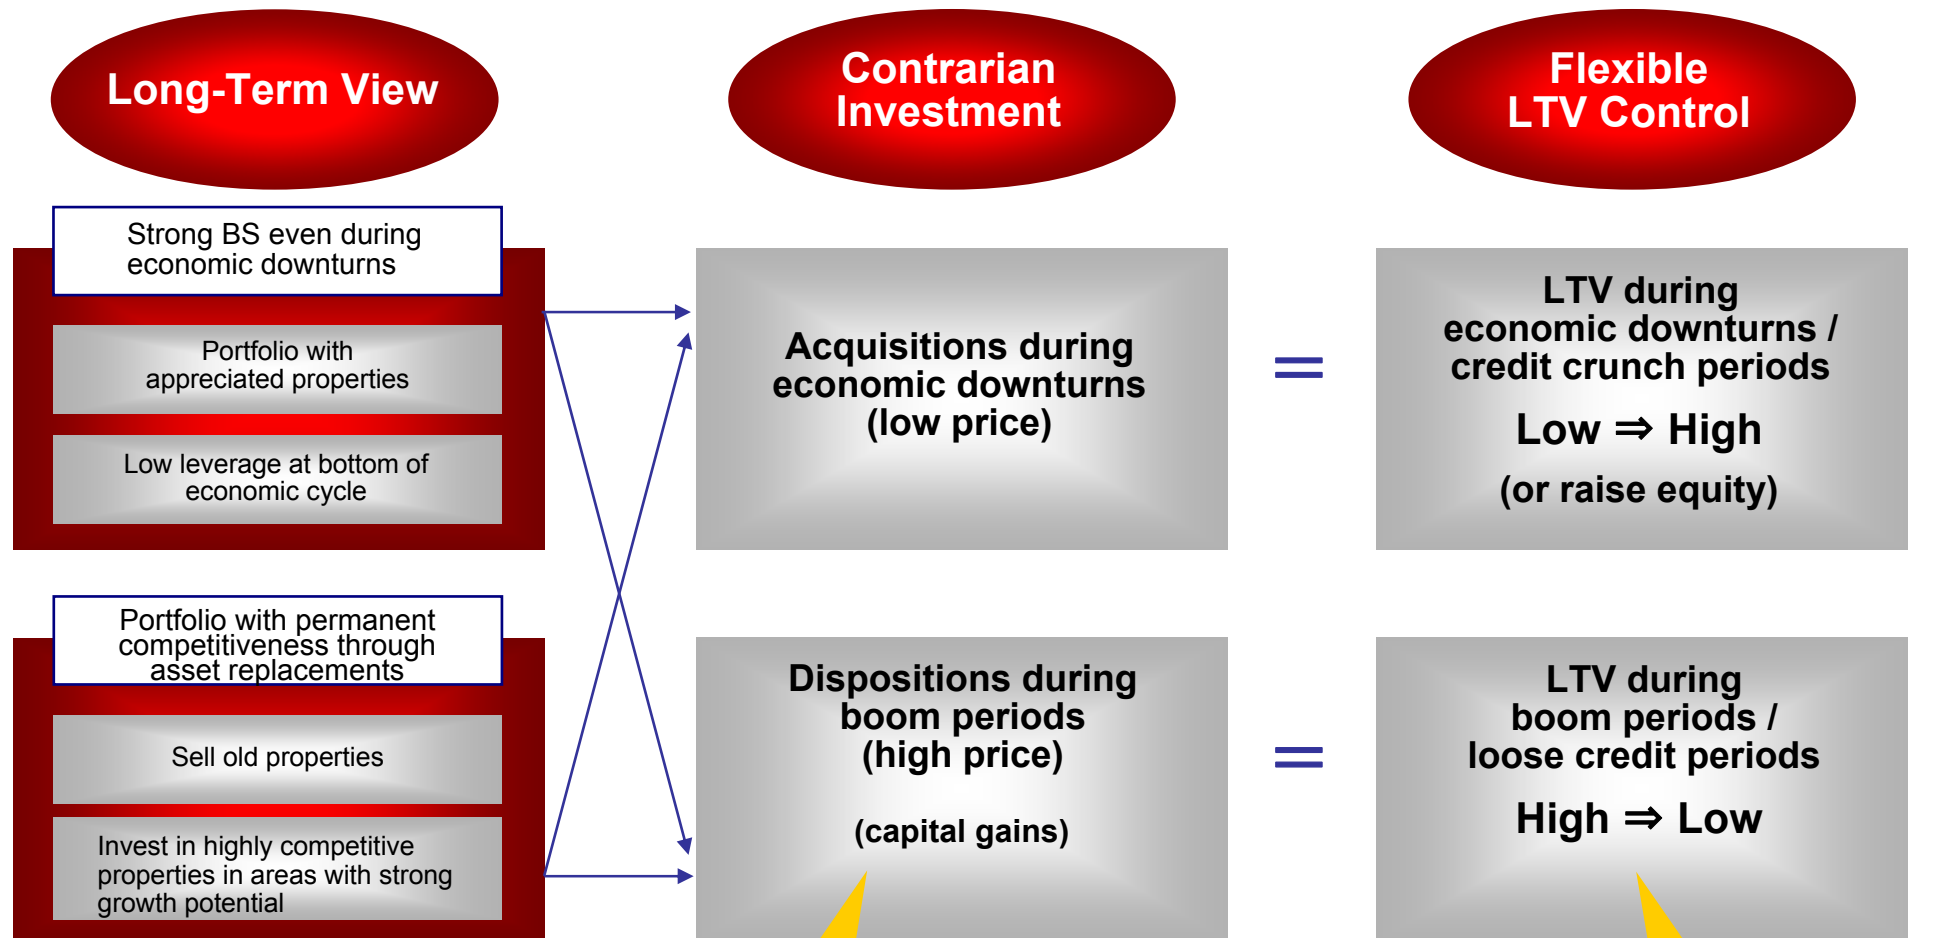 Long-Term View
Contrarian
Investment
Flexible
LTV Control
Strong BS even during
economic downturns
Portfolio with
appreciated properties
Low leverage at bottom of
economic cycle
Acquisitions during
economic downturns
(low price)
=
LTV during
economic downturns /
credit crunch periods
Low ⇒ High
(or raise equity)
Portfolio with permanent
competitiveness through
asset replacements
Sell old properties
Invest in highly competitive
properties in areas with strong
growth potential
Dispositions during
boom periods
(high price)
(capital gains)
=
LTV during
boom periods /
loose credit periods
High ⇒ Low